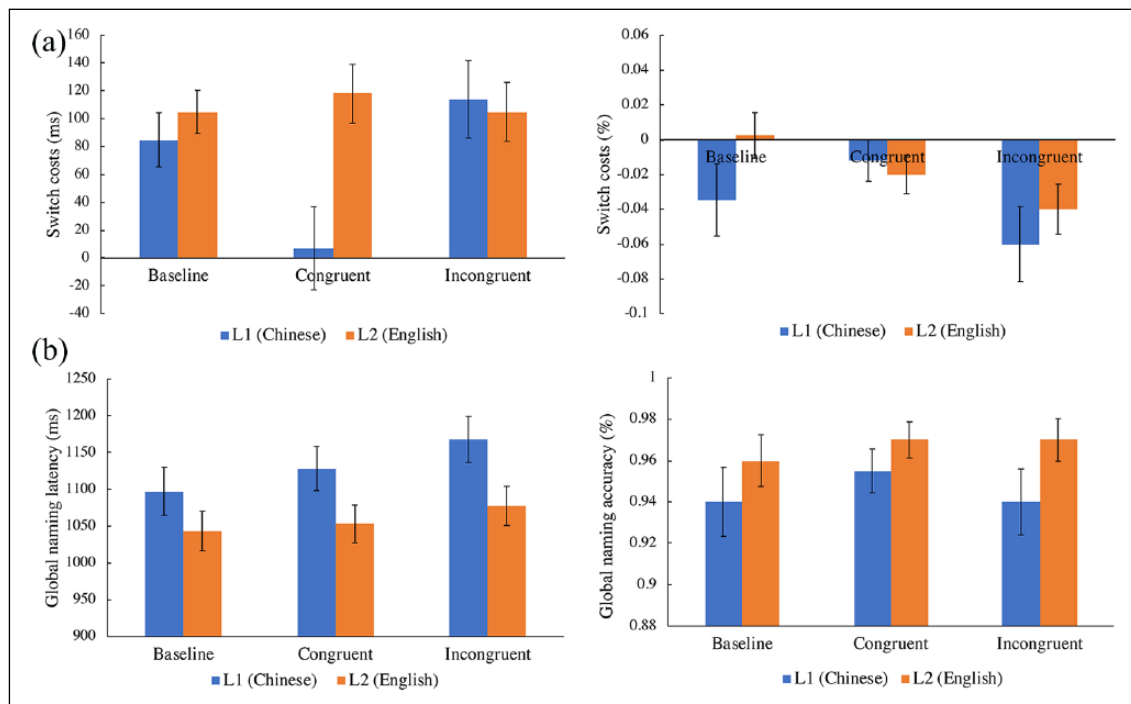 (a)
160
140
120
100
80
60
40
20
0
-20
-40
Switch costs (ms)
Baseline
Congruent
Incongruent
L1 (Chinese) L2 (English)
0.06
0.04
0.02
0
-0.02
-0.04
-0.06
-0.08
-0.1
Switch costs (%)
Baseline
Congruent
Incongruent
L1 (Chinese) L2 (English)
(b)
1250
1200
1150
1100
1050
1000
950
900
Global naming latency (ms)
Baseline
Congruent
Incongruent
L1 (Chinese) L2 (English)
1
0.98
0.96
0.94
0.92
0.9
0.88
Global naming accuracy (%)
Baseline
Congruent
Incongruent
L1 (Chinese) L2 (English)